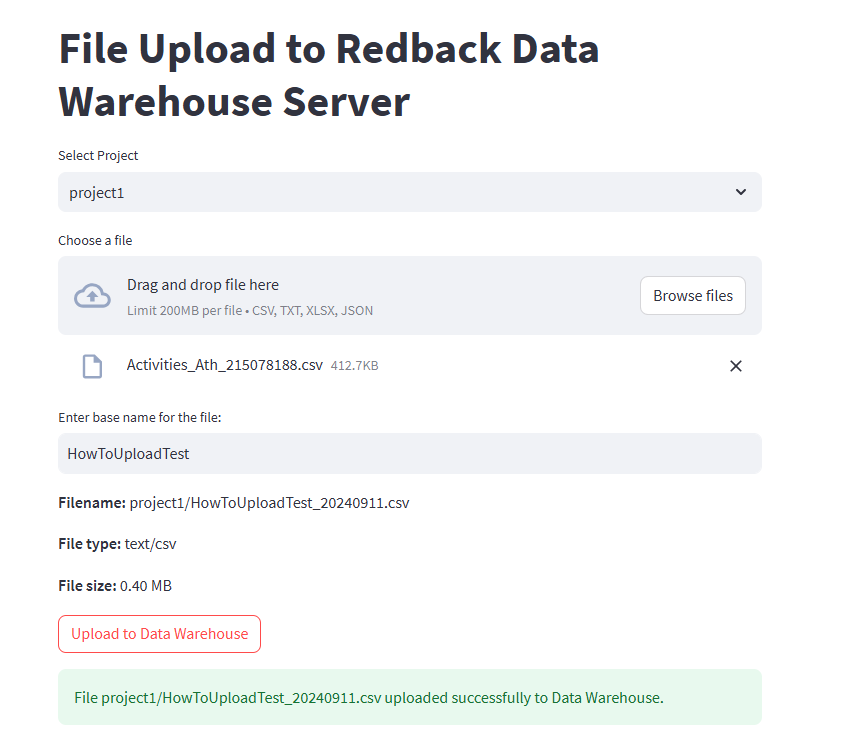 File Upload to Redback Data
Warehouse Server
Select Project
project1
Choose a file
Drag and drop file here
Limit 200MB per file • CSV, TXT, XLSX, JSON
Browse files
Activities_Ath_215078188.csv 412.7KB
Enter base name for the file:
HowToUploadTest
Filename: project1/HowToUploadTest_20240911.csv
File type: text/csv
File size: 0.40 MB
Upload to Data Warehouse
File project1/HowToUploadTest_20240911.csv uploaded successfully to Data Warehouse.